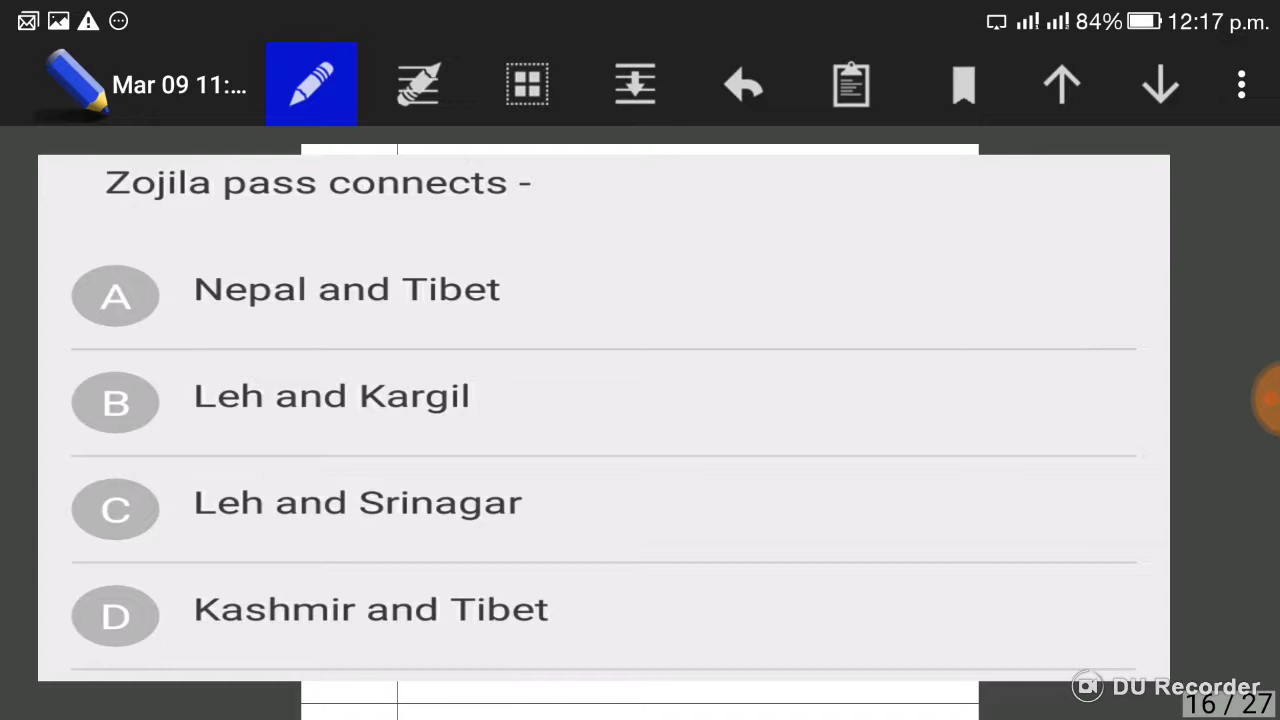 84% 12:17 p.m.
Mar 09 11:...
Zojila pass connects -
A Nepal and Tibet
B Leh and Kargil
C Leh and Srinagar
D Kashmir and Tibet
DU Recorder
16 / 27